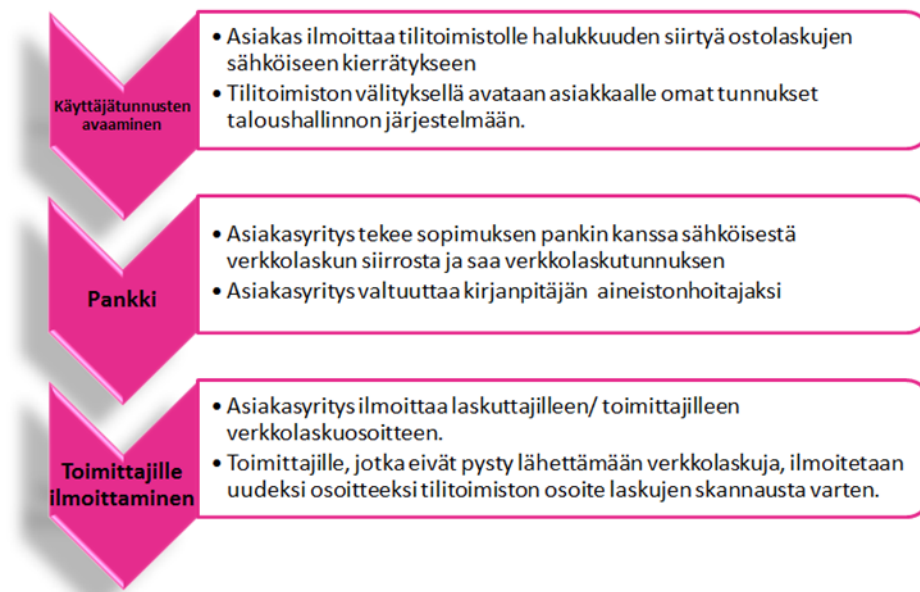 Käyttäjätunnusten
avaaminen
• Asiakas ilmoittaa tilitoimistolle halukkuuden siirtyä ostolaskujen
sähköiseen kierrätykseen
• Tilitoimiston välityksellä avataan asiakkaalle omat tunnukset
taloushallinnon järjestelmään.
Pankki
• Asiakasyritys tekee sopimuksen pankin kanssa sähköisestä
verkkolaskun siirrosta ja saa verkkolaskutunnuksen
• Asiakasyritys valtuuttaa kirjanpitäjän aineistonhoitajaksi
Toimittajille
ilmoittaminen
• Asiakasyritys ilmoittaa laskuttajilleen/ toimittajilleen
verkkolaskuosoitteen.
• Toimittajille, jotka eivät pysty lähettämään verkkolaskuja, ilmoitetaan
uudeksi osoitteeksi tilitoimiston osoite laskujen skannausta varten.